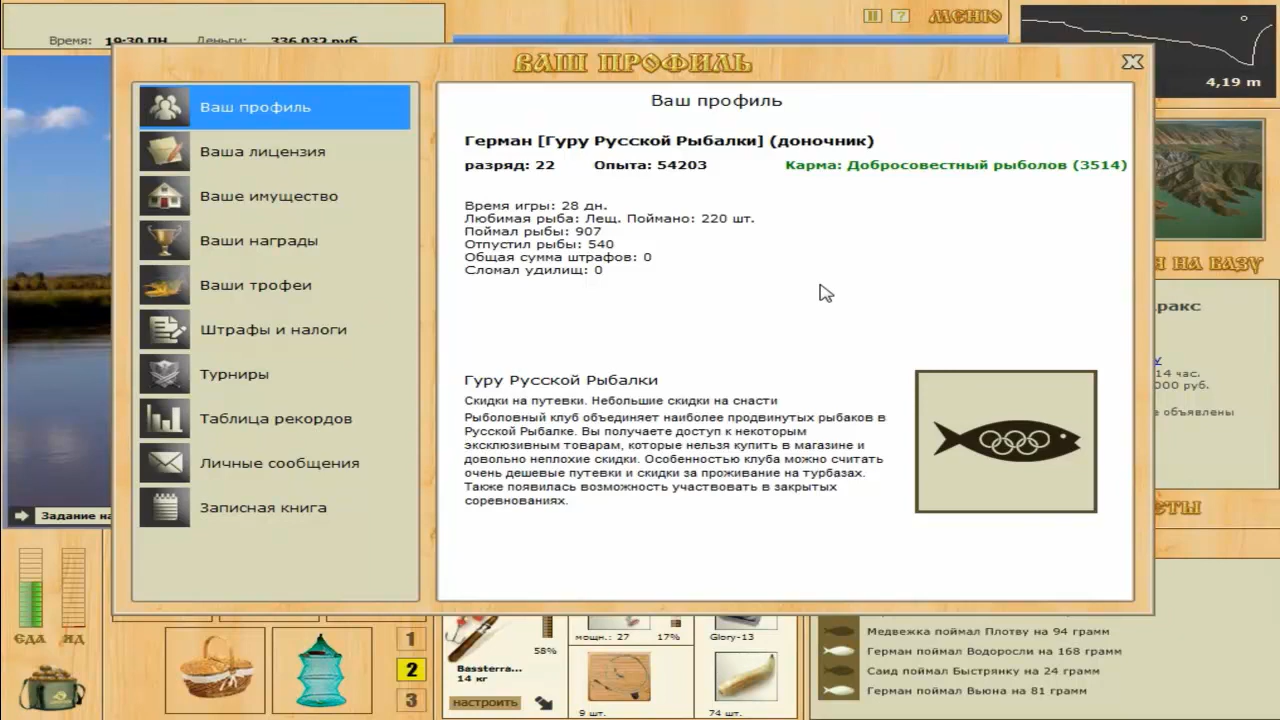 МЕНЮ
Время: 19:30 ПН Деньги: 336 032 руб.
4,19 m
ВАШ ПРОФИЛЬ
Ваш профиль
Ваша лицензия
Ваше имущество
Ваши награды
Ваши трофеи
Штрафы и налоги
Турниры
Таблица рекордов
Личные сообщения
Записная книга
Ваш профиль
Герман [Гуру Русской Рыбалки] (доночник)
разряд: 22 Опыта: 54203 Карма: Добросовестный рыболов (3514)
Время игры: 28 дн.
Любимая рыба: Лещ. Поймано: 220 шт.
Поймал рыбы: 907
Отпустил рыбы: 540
Общая сумма штрафов: 0
Сломал удилищ: 0
Гуру Русской Рыбалки
Скидки на путевки. Небольшие скидки на снасти
Рыболовный клуб объединяет наиболее продвинутых рыбаков в
Русской Рыбалке. Вы получаете доступ к некоторым
эксклюзивным товарам, которые нельзя купить в магазине и
довольно неплохие скидки. Особенностью клуба можно считать
очень дешевые путевки и скидки за проживание на турбазах.
Также появилась возможность участвовать в закрытых
соревнованиях.
НА БАЗУ
14 час.
000 руб.
е объявлены
Задание на
ЕДА
1
2
3
58%
Bassterra...
14 кг
настроить
мощн.: 27 17%
9 шт.
Glory-13
74 шт.
Медвежка поймал Плотву на 94 грамм
Герман поймал Водоросли на 168 грамм
Саид поймал Быстрянку на 24 грамм
Герман поймал Вьюна на 81 грамм